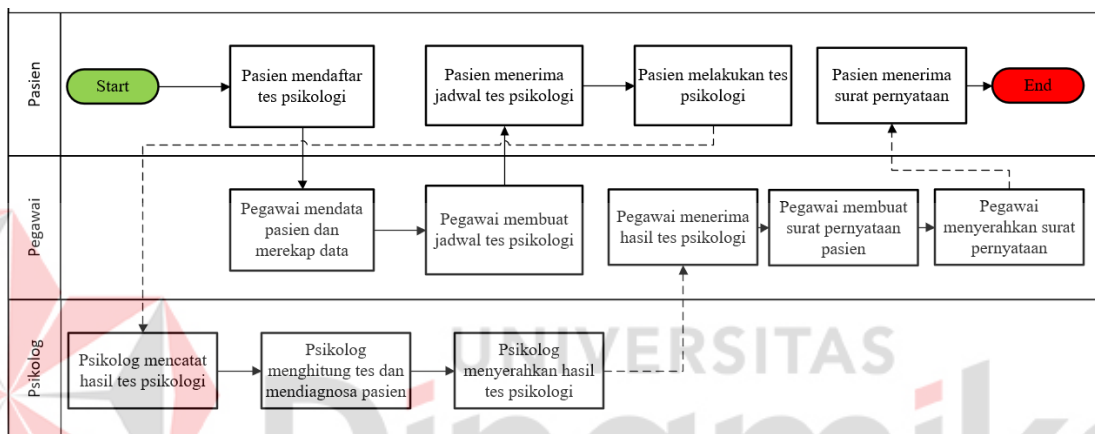 Pasien
Start
Pasien mendaftar
tes psikologi
Pasien menerima
jadwal tes psikologi
Pasien melakukan tes
psikologi
Pasien menerima
surat pernyataan
End
Pegawai
Pegawai mendata
pasien dan
merekap data
Pegawai membuat
jadwal tes psikologi
Pegawai menerima
hasil tes psikologi
Pegawai membuat
surat pernyataan
pasien
Pegawai
menyerahkan surat
pernyataan
Psikolog
Psikolog mencatat
hasil tes psikologi
Psikolog
menghitung tes dan
mendiagnosa pasien
Psikolog
menyerahkan hasil
tes psikologi
UNIVERSITAS
Dinamika